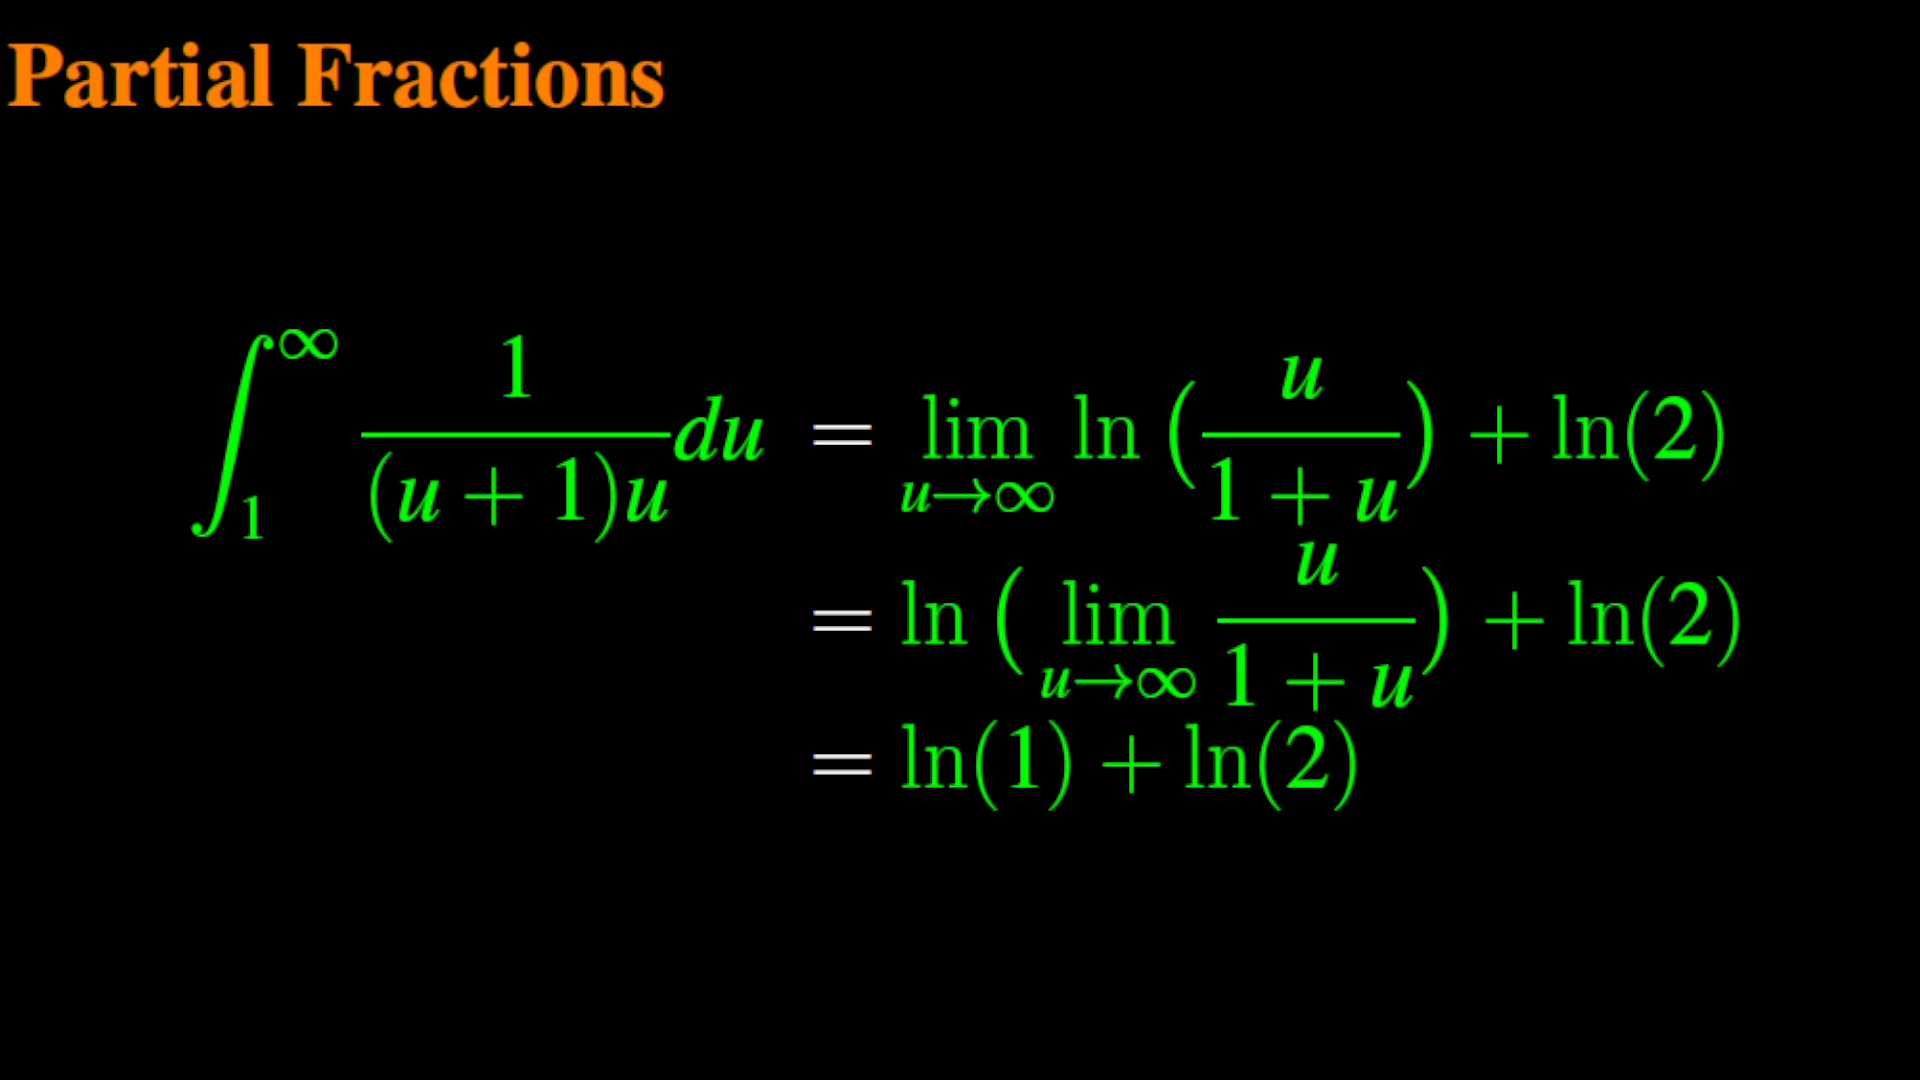 Partial Fractions
∫₁^∞ 1/((u + 1)u) du = lim_{u→∞} ln (u/(1 + u)) + ln(2)
= ln (lim_{u→∞} u/(1 + u)) + ln(2)
= ln(1) + ln(2)